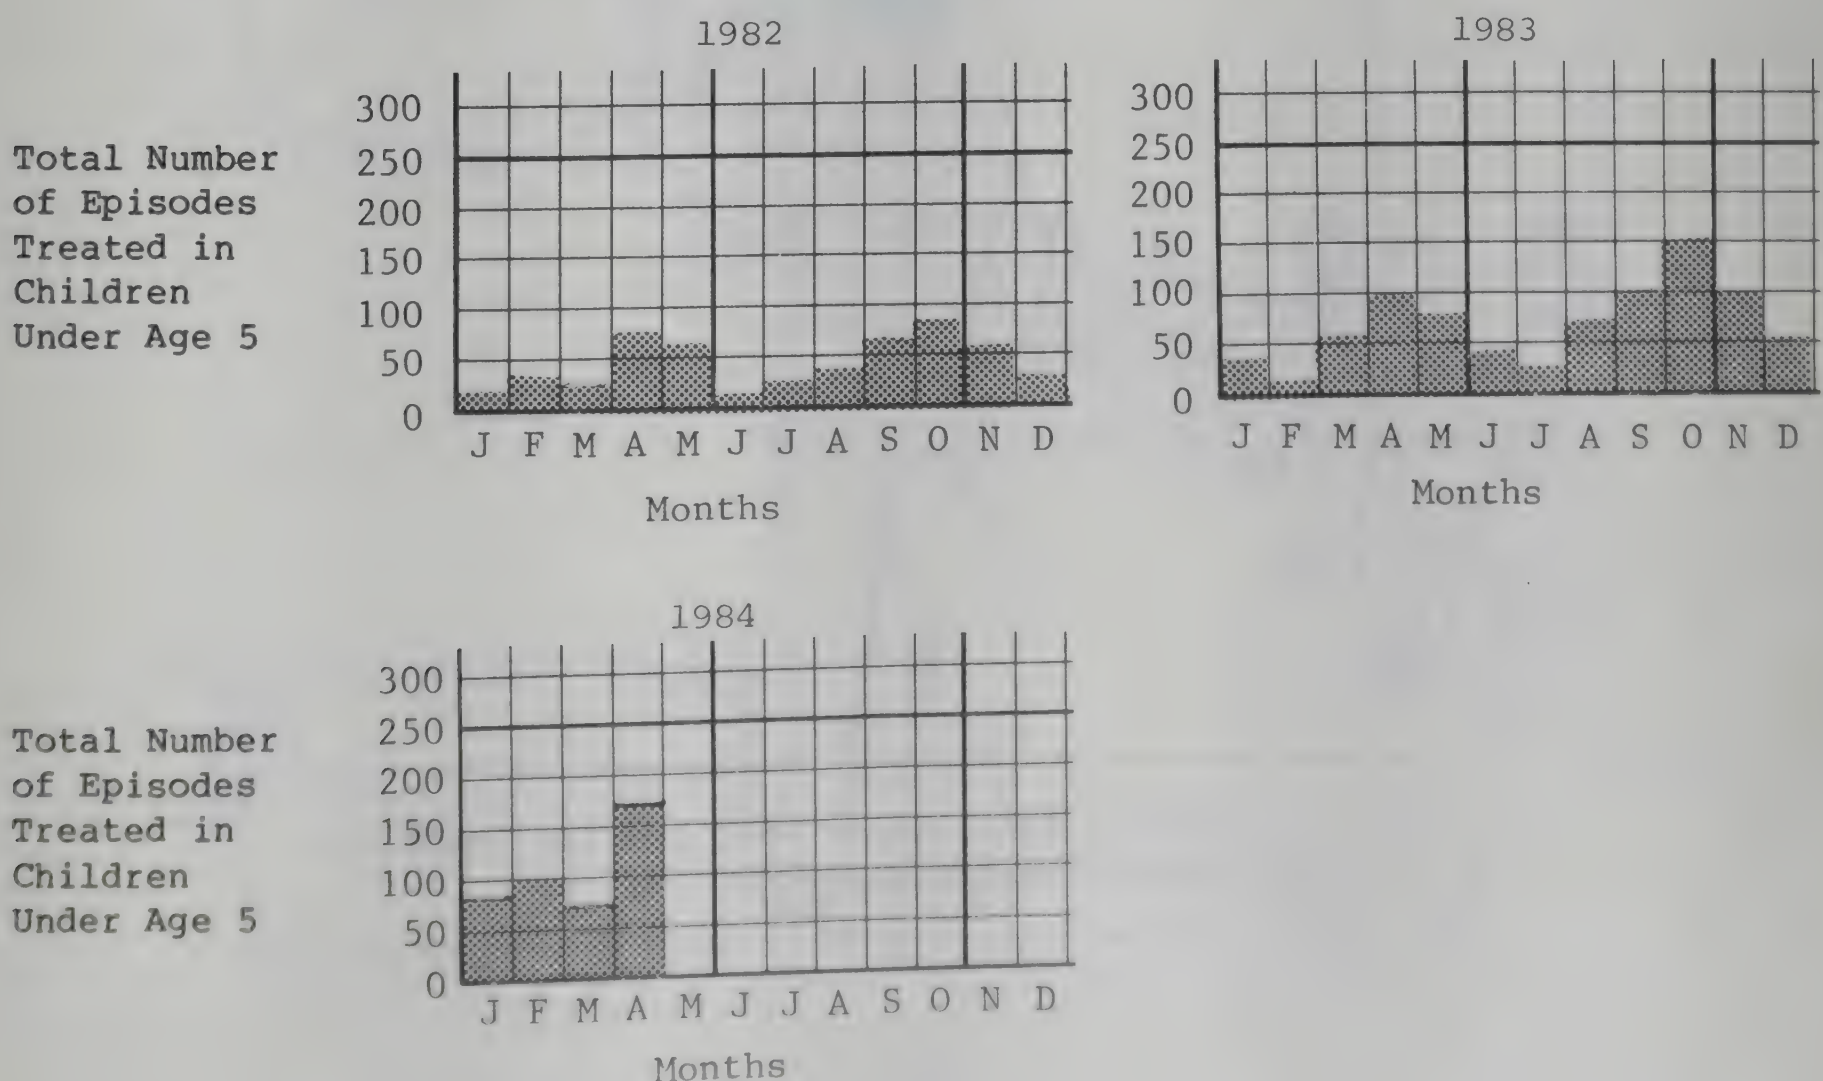 1982
Total Number
of Episodes
Treated in
Children
Under Age 5
300
250
200
150
100
50
0
J F M A M J J A S O N D
Months
1983
300
250
200
150
100
50
0
J F M A M J J A S O N D
Months
1984
Total Number
of Episodes
Treated in
Children
Under Age 5
300
250
200
150
100
50
0
J F M A M J J A S O N D
Months